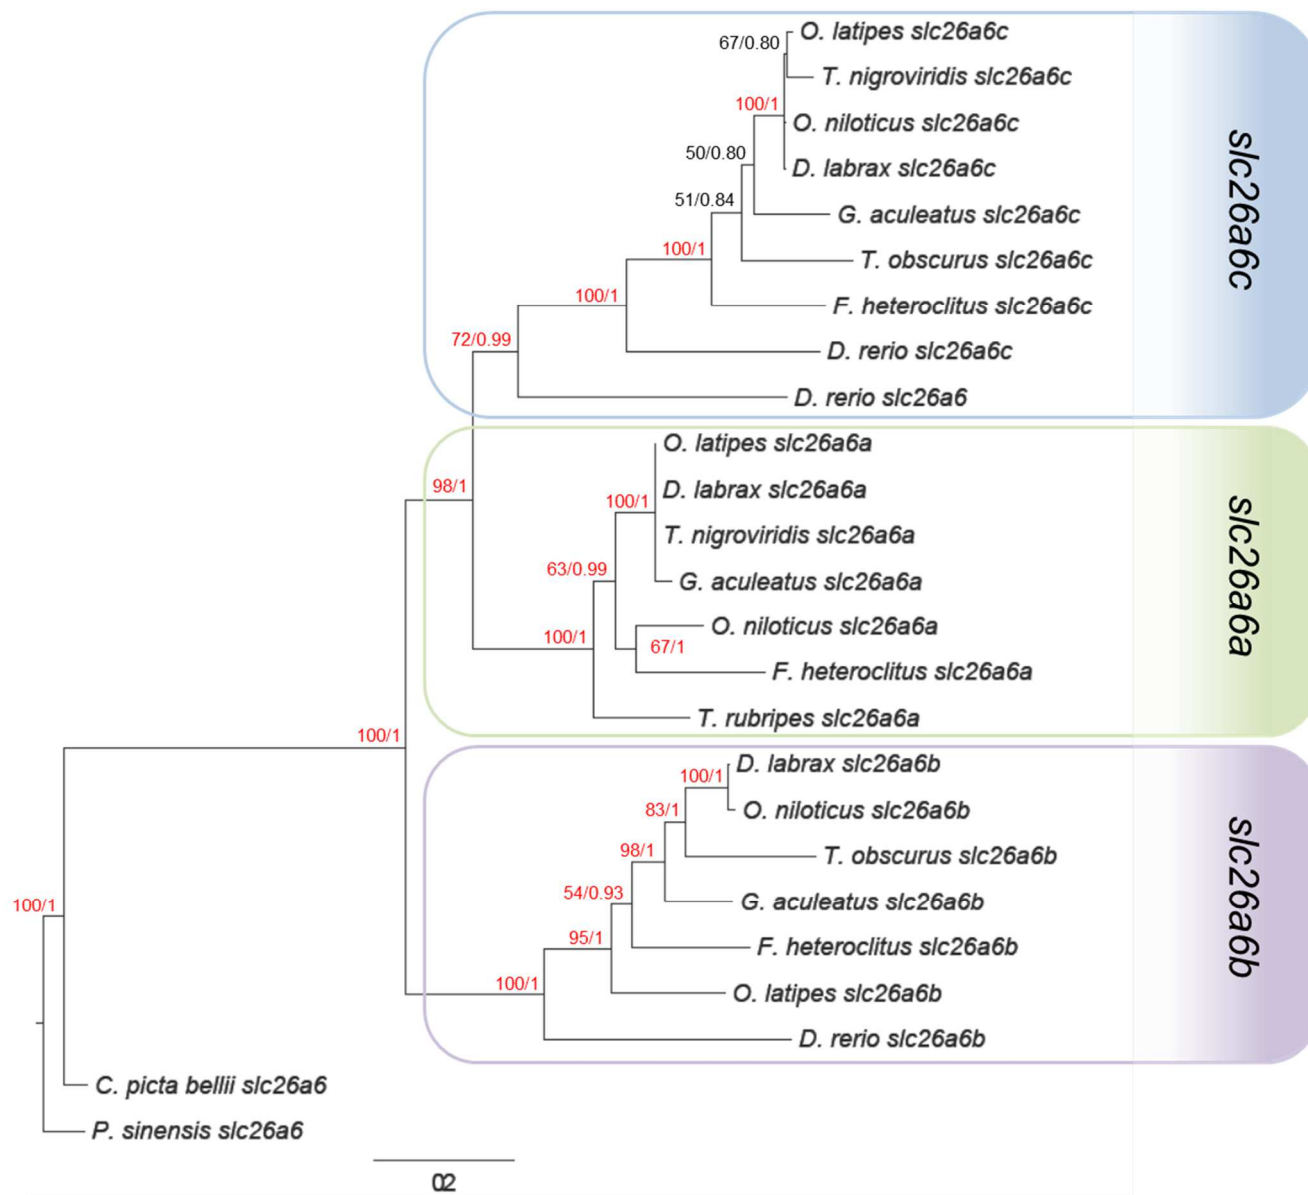 O. latipes slc26a6c
67/0.80
T. nigroviridis slc26a6c
100/1
O. niloticus slc26a6c
50/0.80
D. labrax slc26a6c
51/0.84
G. aculeatus slc26a6c
100/1
T. obscurus slc26a6c
100/1
F. heteroclitus slc26a6c
72/0.99
D. rerio slc26a6c
D. rerio slc26a6
slc26a6c
O. latipes slc26a6a
98/1
D. labrax slc26a6a
100/1
T. nigroviridis slc26a6a
63/0.99
G. aculeatus slc26a6a
100/1
O. niloticus slc26a6a
67/1
F. heteroclitus slc26a6a
T. rubripes slc26a6a
slc26a6a
100/1
D. labrax slc26a6b
100/1
O. niloticus slc26a6b
83/1
T. obscurus slc26a6b
98/1
G. aculeatus slc26a6b
54/0.93
F. heteroclitus slc26a6b
95/1
O. latipes slc26a6b
100/1
D. rerio slc26a6b
slc26a6b
100/1
C. picta bellii slc26a6
P. sinensis slc26a6
02